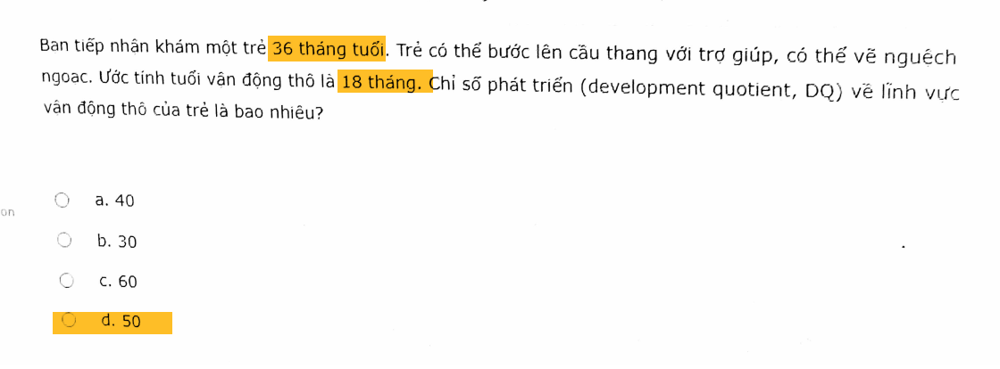 Bạn tiếp nhận khám một trẻ 36 tháng tuổi. Trẻ có thể bước lên cầu thang với trợ giúp, có thể vẽ nguệch
ngoạc. Ước tính tuổi vận động thô là 18 tháng. Chỉ số phát triển (development quotient, DQ) về lĩnh vực
vận động thô của trẻ là bao nhiêu?
a. 40
on
b. 30
c. 60
d. 50